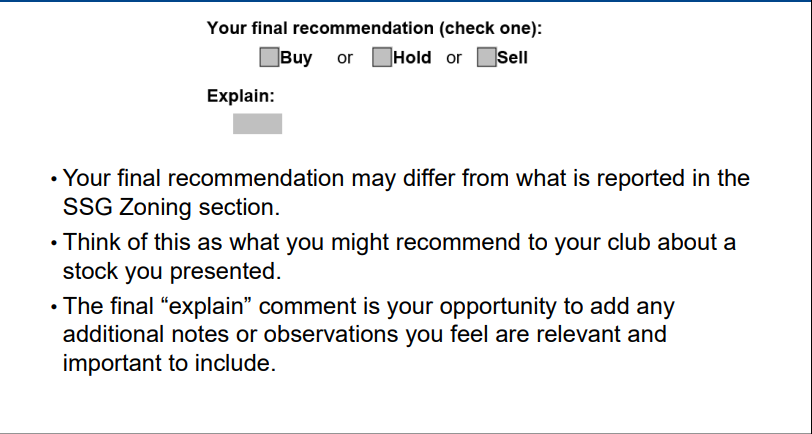 Your final recommendation (check one):
Buy or Hold or Sell
Explain:
• Your final recommendation may differ from what is reported in the
SSG Zoning section.
• Think of this as what you might recommend to your club about a
stock you presented.
• The final “explain” comment is your opportunity to add any
additional notes or observations you feel are relevant and
important to include.